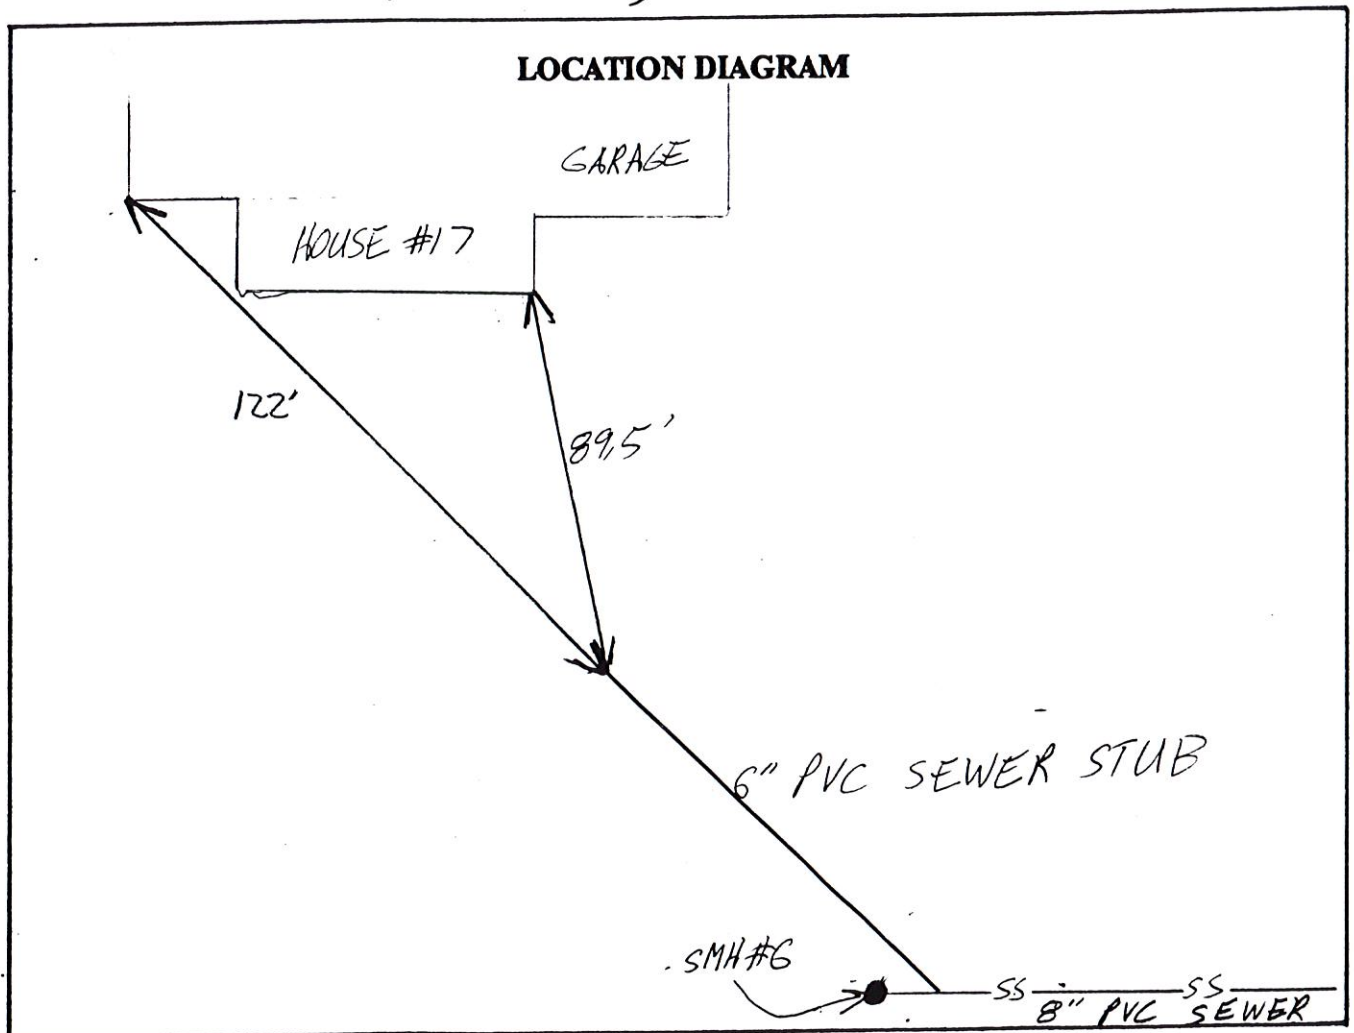 LOCATION DIAGRAM
GARAGE
HOUSE #17
122'
89.5'
6" PVC SEWER STUB
SMH#6
SS SS
8" PVC SEWER